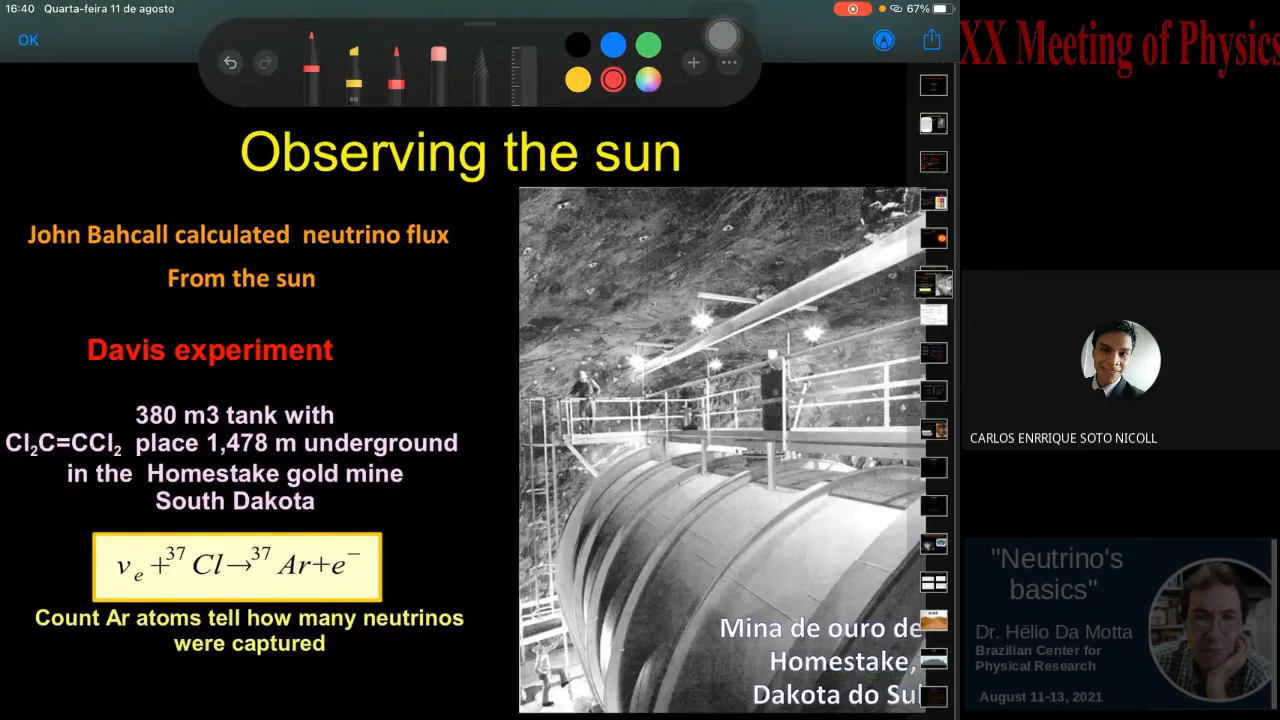 16:40 Quarta-feira 11 de agosto
67%
OK
80
XX Meeting of Physics
Observing the sun
John Bahcall calculated neutrino flux
From the sun
Davis experiment
380 m3 tank with
Cl₂C=CCl₂ place 1,478 m underground
in the Homestake gold mine
South Dakota
νₑ+³⁷Cl→³⁷Ar+e⁻
Count Ar atoms tell how many neutrinos
were captured
Mina de ouro de
Homestake,
Dakota do Sul
CARLOS ENRRIQUE SOTO NICOLL
"Neutrino's
basics"
Dr. Hélio Da Motta
Brazilian Center for
Physical Research
August 11-13, 2021